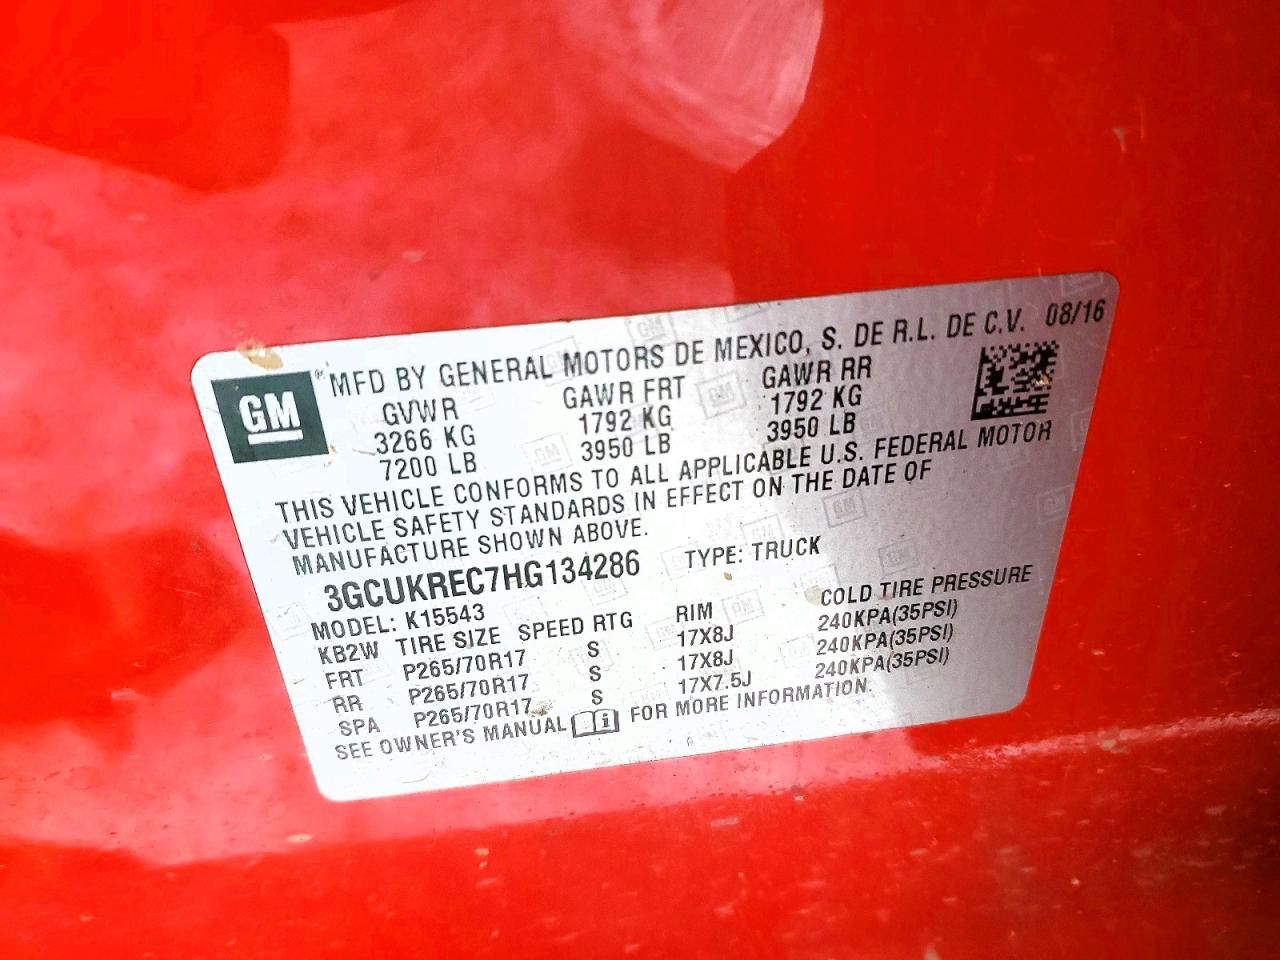 GM
MFD BY GENERAL MOTORS DE MEXICO, S. DE R.L. DE C.V. 08/16
GVWR GAWR FRT GAWR RR
3266 KG 1792 KG 1792 KG
7200 LB 3950 LB 3950 LB
THIS VEHICLE CONFORMS TO ALL APPLICABLE U.S. FEDERAL MOTOR
VEHICLE SAFETY STANDARDS IN EFFECT ON THE DATE OF
MANUFACTURE SHOWN ABOVE.
3GCUKREC7HG134286 TYPE: TRUCK
MODEL: K15543
KB2W TIRE SIZE SPEED RTG RIM COLD TIRE PRESSURE
FRT P265/70R17 S 17X8J 240KPA(35PSI)
RR P265/70R17 S 17X8J 240KPA(35PSI)
SPA P265/70R17 S 17X7.5J 240KPA(35PSI)
SEE OWNER'S MANUAL i FOR MORE INFORMATION.